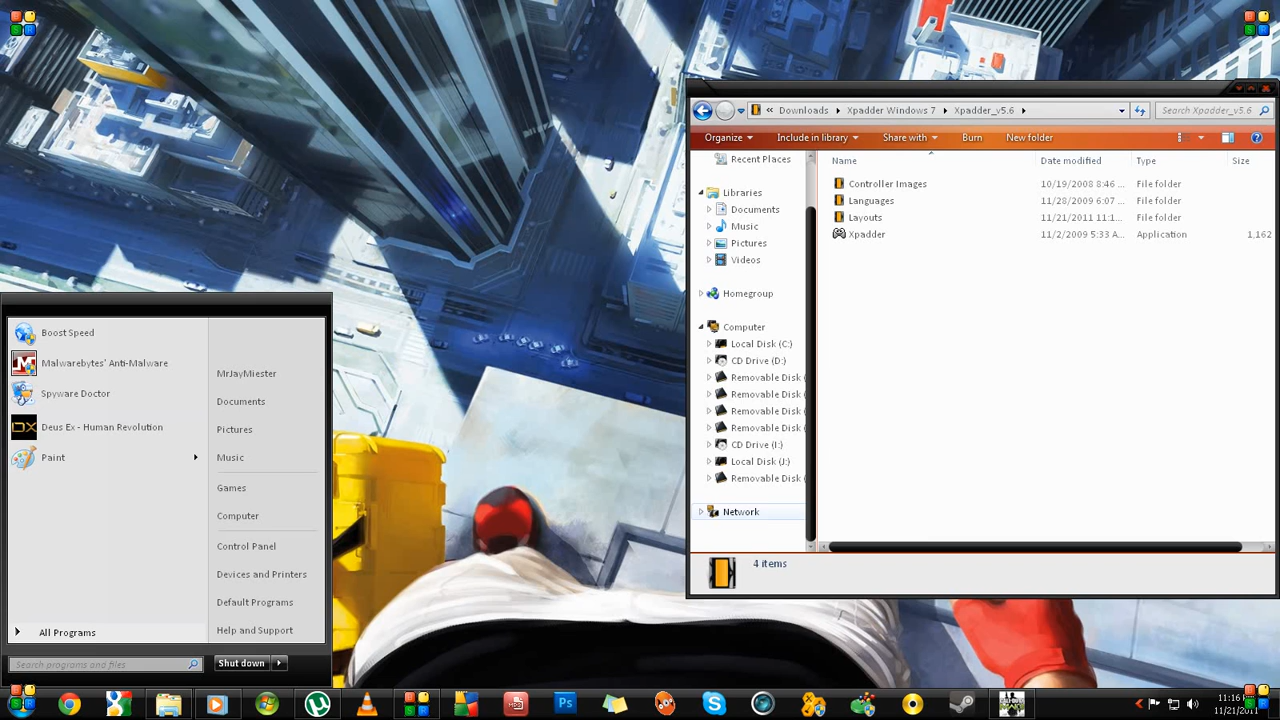 Downloads Xpadder Windows 7 Xpadder_v5.6
Search Xpadder_v5.6
Organize Include in library Share with Burn New folder
Recent Places
Libraries
Documents
Music
Pictures
Videos
Homegroup
Computer
Local Disk (C:)
CD Drive (D:)
Removable Disk (
Removable Disk (
Removable Disk (
Removable Disk (
CD Drive (I:)
Local Disk (J:)
Removable Disk (
Network
Name Date modified Type Size
Controller Images 10/19/2008 8:46 ... File folder
Languages 11/28/2009 6:07 ... File folder
Layouts 11/21/2011 11:1... File folder
Xpadder 11/2/2009 5:33 A... Application 1,162
4 items
Boost Speed
Malwarebytes' Anti-Malware
Spyware Doctor
Deus Ex - Human Revolution
Paint
All Programs
Search programs and files
MrJayMiester
Documents
Pictures
Music
Games
Computer
Control Panel
Devices and Printers
Default Programs
Help and Support
Shut down
Ps
11:16
11/21/2011